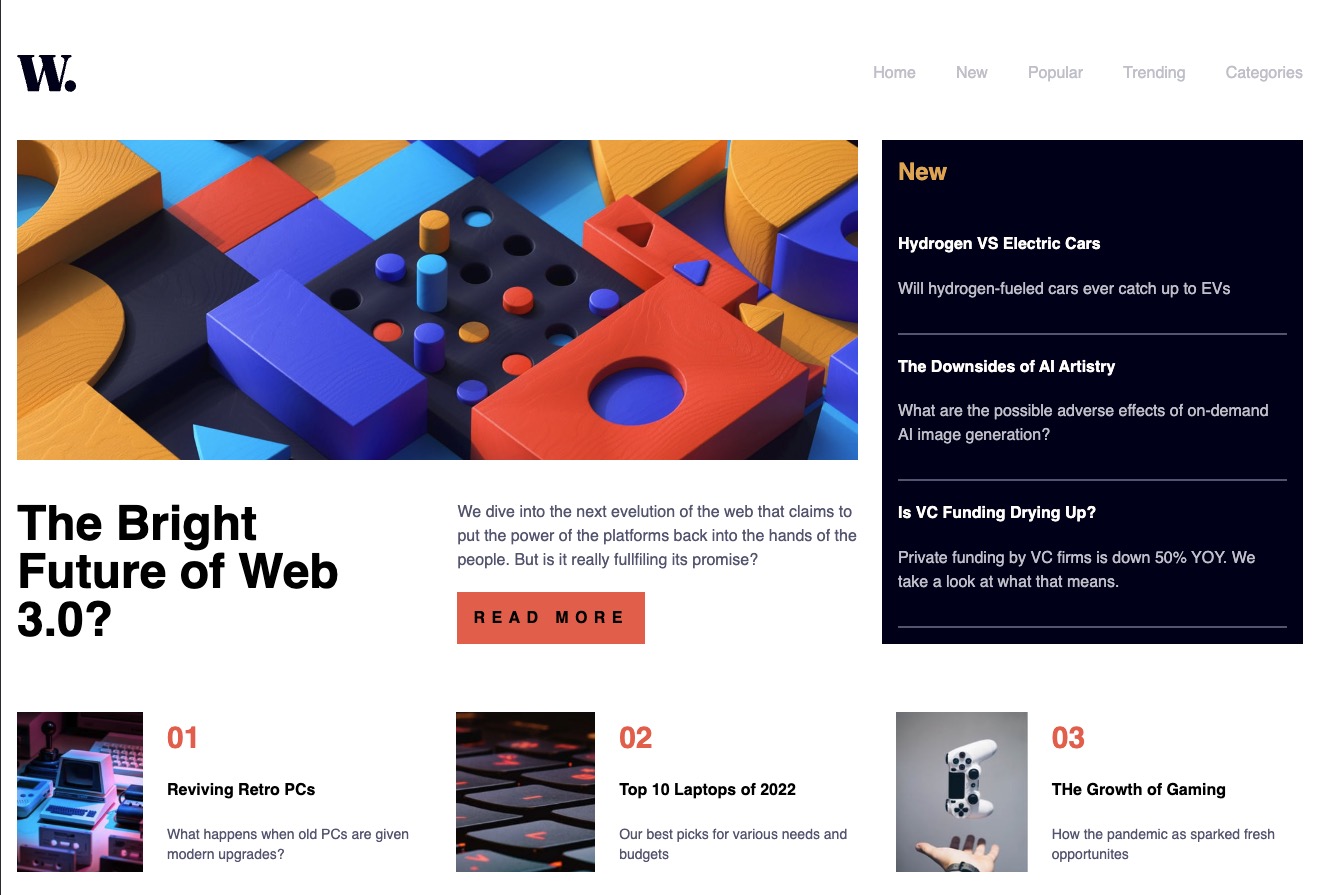 W.
Home New Popular Trending Categories
New
Hydrogen VS Electric Cars
Will hydrogen-fueled cars ever catch up to EVs
The Downsides of AI Artistry
What are the possible adverse effects of on-demand
AI image generation?
Is VC Funding Drying Up?
Private funding by VC firms is down 50% YOY. We
take a look at what that means.
The Bright
Future of Web
3.0?
We dive into the next evelution of the web that claims to
put the power of the platforms back into the hands of the
people. But is it really fullfiling its promise?
READ MORE
01
Reviving Retro PCs
What happens when old PCs are given
modern upgrades?
02
Top 10 Laptops of 2022
Our best picks for various needs and
budgets
03
THe Growth of Gaming
How the pandemic as sparked fresh
opportunites